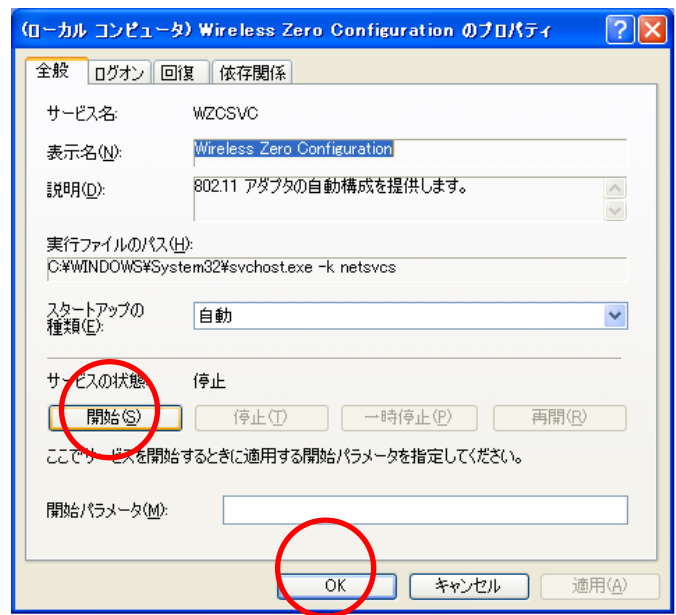 (ローカル コンピュータ) Wireless Zero Configuration のプロパティ
全般 ログオン 回復 依存関係
サービス名: WZCSVC
表示名(N): Wireless Zero Configuration
説明(D): 802.11 アダプタの自動構成を提供します。
実行ファイルのパス(H):
C:¥WINDOWS¥System32¥svchost.exe -k netsvcs
スタートアップの
種類(E): 自動
サービスの状態: 停止
開始(S) 停止(T) 一時停止(P) 再開(R)
ここでサービスを開始するときに適用する開始パラメータを指定してください。
開始パラメータ(M):
OK キャンセル 適用(A)